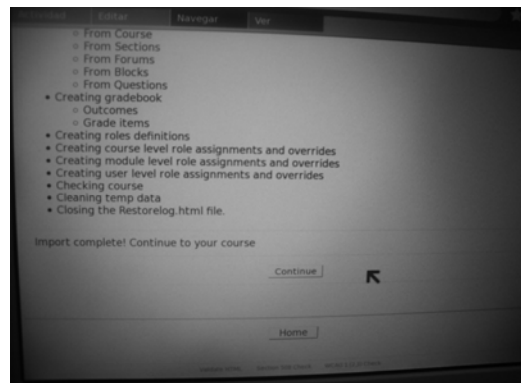 Editar Navegar Ver
From Course
From Sections
From Forums
From Blocks
From Questions
Creating gradebook
Outcomes
Grade items
Creating roles definitions
Creating course level role assignments and overrides
Creating module level role assignments and overrides
Creating user level role assignments and overrides
Checking course
Cleaning temp data
Closing the Restorelog.html file.
Import complete! Continue to your course
Continue
Home